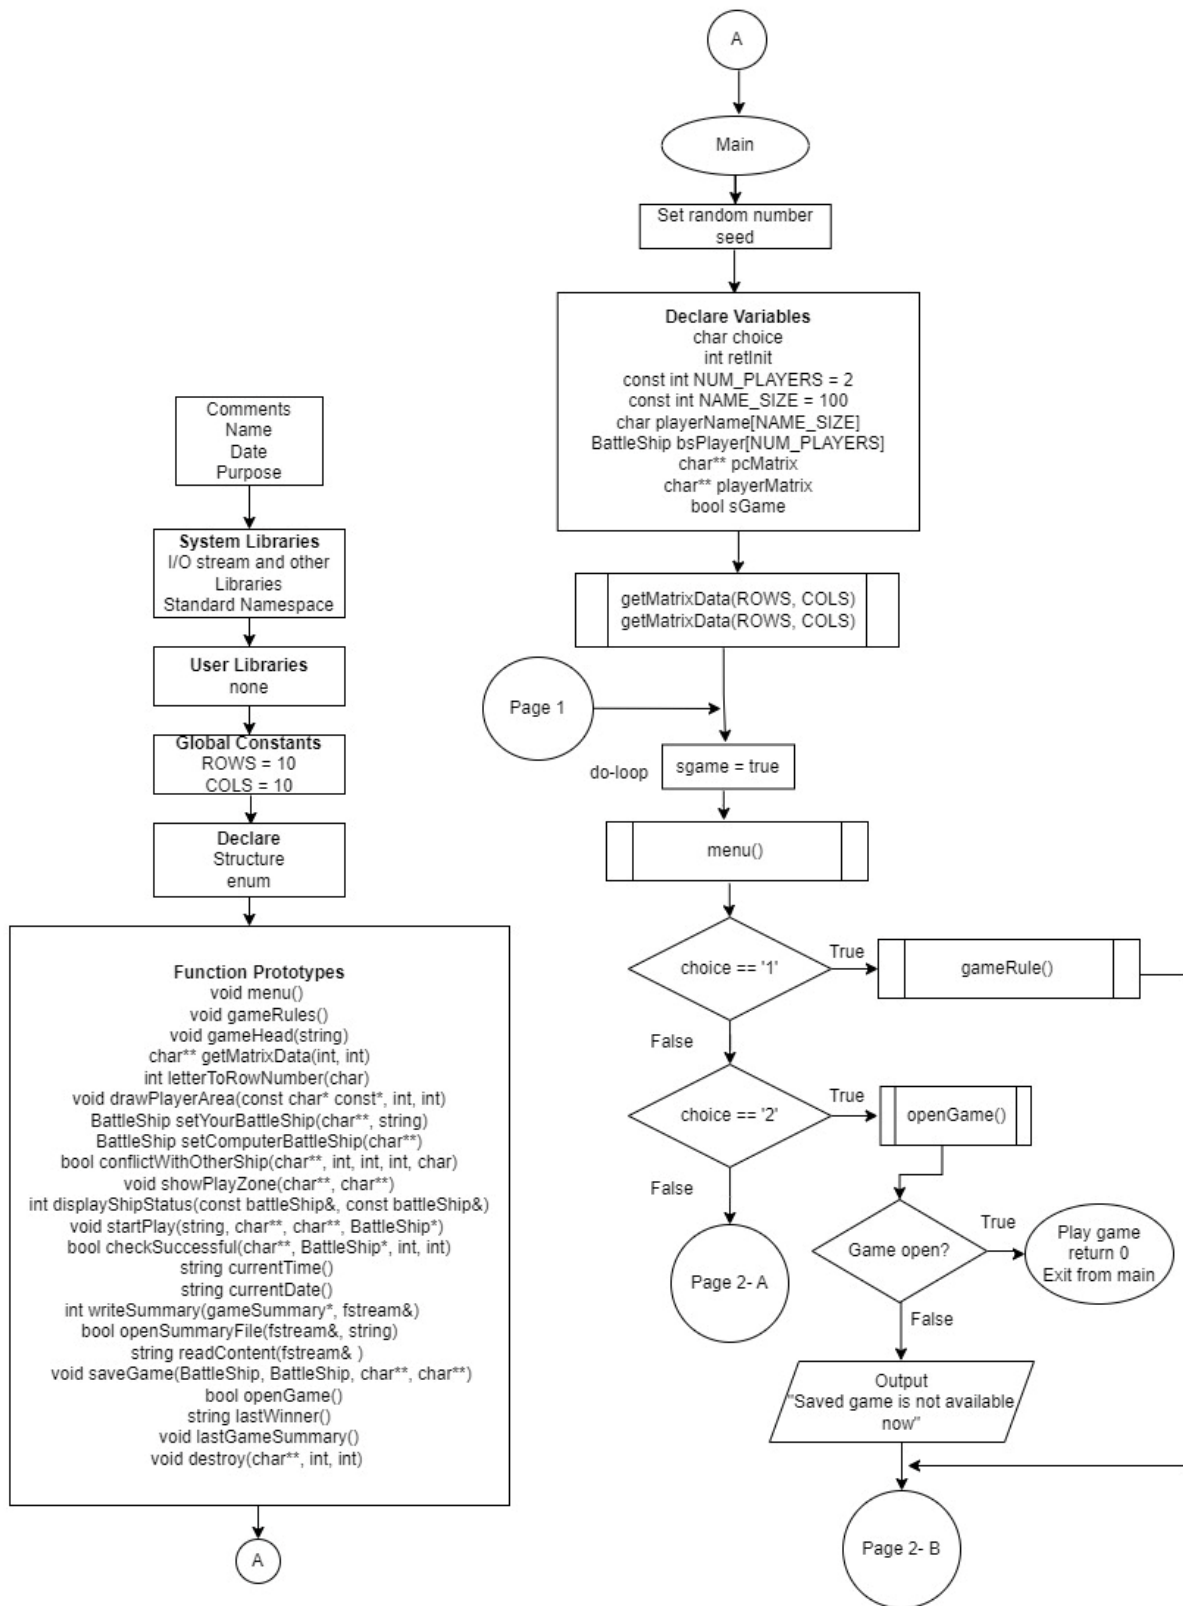 Comments
Name
Date
Purpose
System Libraries
I/O stream and other
Libraries
Standard Namespace
User Libraries
none
Global Constants
ROWS = 10
COLS = 10
Declare
Structure
enum
Function Prototypes
void menu()
void gameRules()
void gameHead(string)
char** getMatrixData(int, int)
int letterToRowNumber(char)
void drawPlayerArea(const char* const*, int, int)
BattleShip setYourBattleShip(char**, string)
BattleShip setComputerBattleShip(char**)
bool conflictWithOtherShip(char**, int, int, int, char)
void showPlayZone(char**, char**)
int displayShipStatus(const battleShip&, const battleShip&)
void startPlay(string, char**, char**, BattleShip*)
bool checkSuccessful(char**, BattleShip*, int, int)
string currentTime()
string currentDate()
int writeSummary(gameSummary*, fstream&)
bool openSummaryFile(fstream&, string)
string readContent(fstream& )
void saveGame(BattleShip, BattleShip, char**, char**)
bool openGame()
string lastWinner()
void lastGameSummary()
void destroy(char**, int, int)
A
A
Main
Set random number
seed
Declare Variables
char choice
int retInit
const int NUM_PLAYERS = 2
const int NAME_SIZE = 100
char playerName[NAME_SIZE]
BattleShip bsPlayer[NUM_PLAYERS]
char** pcMatrix
char** playerMatrix
bool sGame
getMatrixData(ROWS, COLS)
getMatrixData(ROWS, COLS)
Page 1
do-loop
sgame = true
menu()
choice == '1'
True
gameRule()
False
choice == '2'
True
openGame()
False
Page 2- A
Game open?
True
Play game
return 0
Exit from main
False
Output
"Saved game is not available
now"
Page 2- B